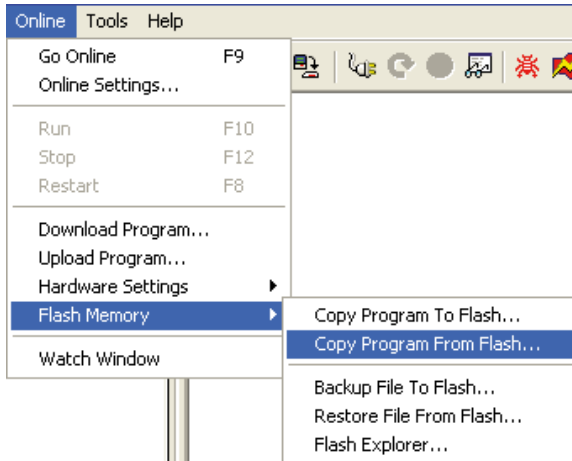 Online Tools Help
Go Online F9
Online Settings...
Run F10
Stop F12
Restart F8
Download Program...
Upload Program...
Hardware Settings
Flash Memory
Watch Window
Copy Program To Flash...
Copy Program From Flash...
Backup File To Flash...
Restore File From Flash...
Flash Explorer...